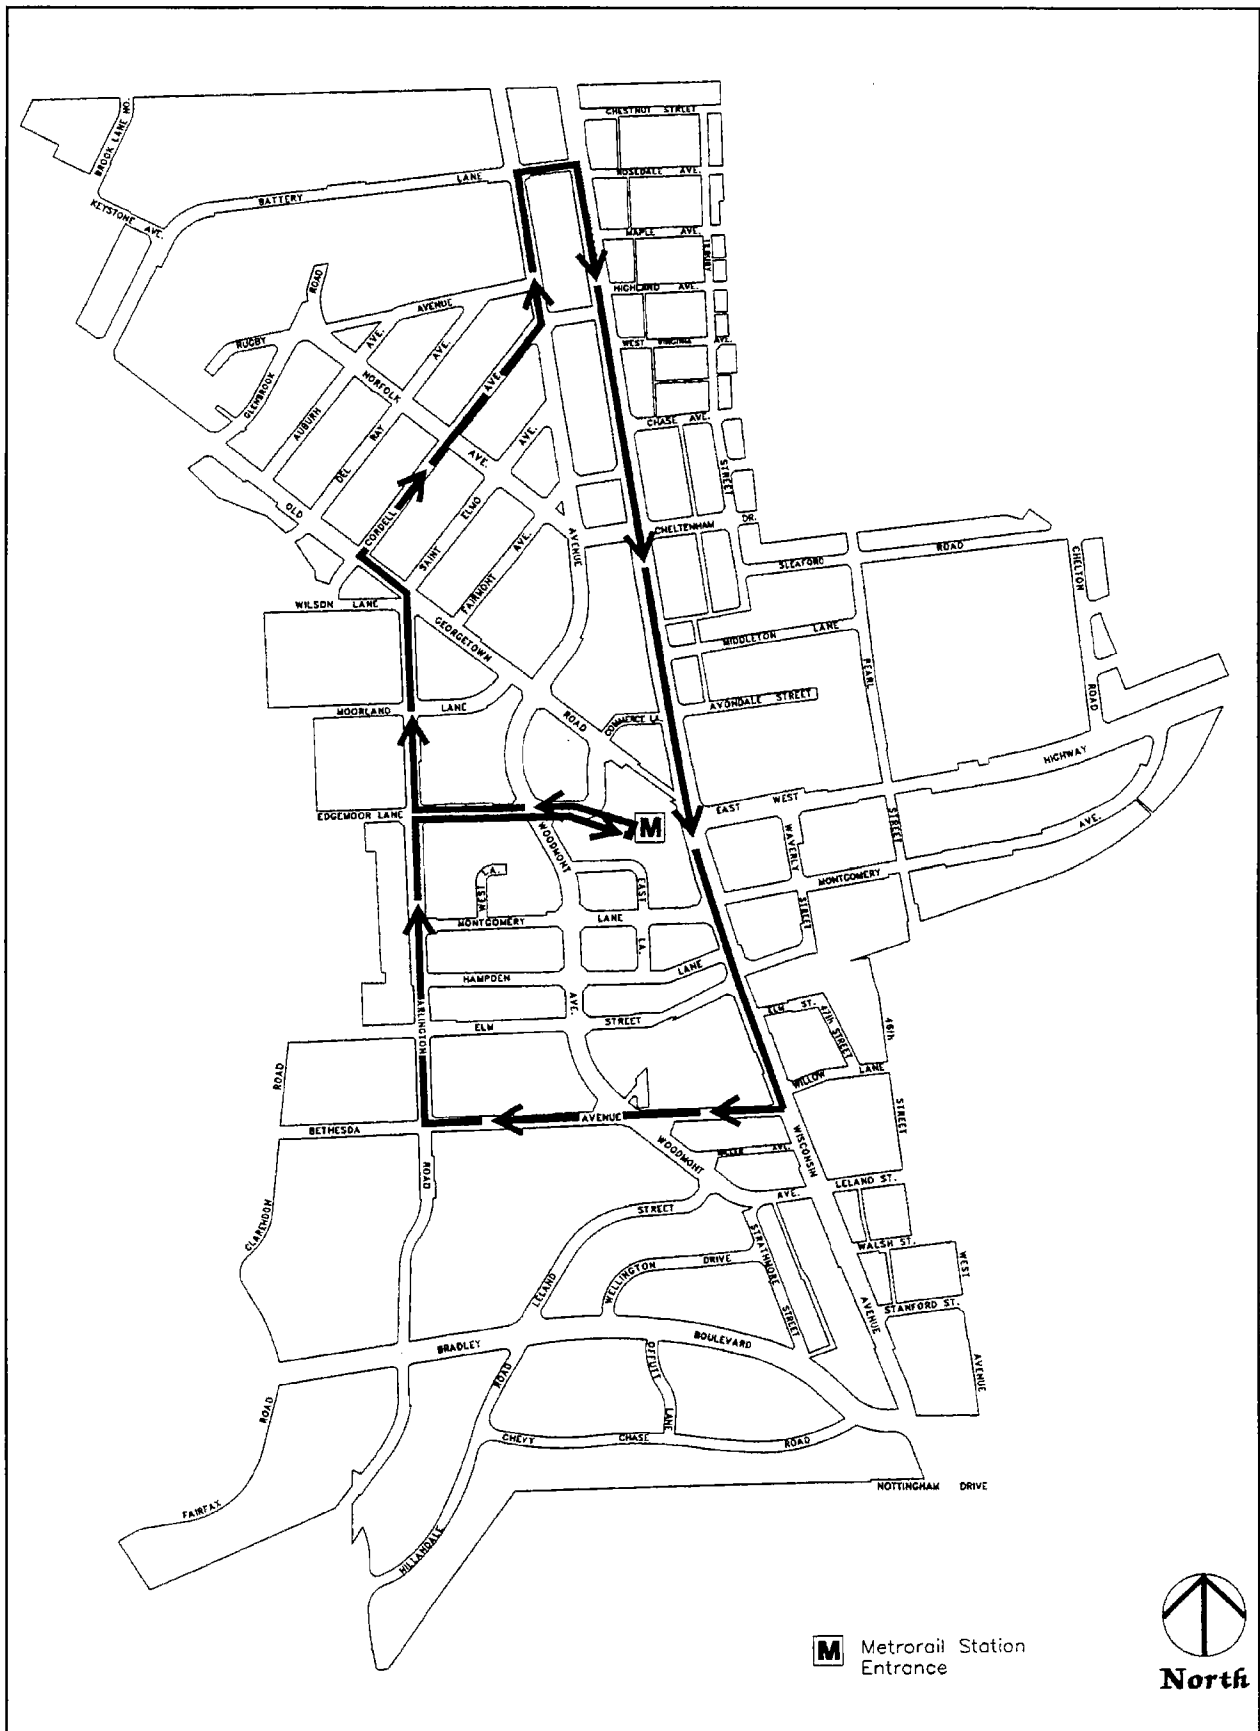 CHESTNUT STREET
BROOK LANE NO.
ROSEDALE AVE.
BATTERY LANE
KEYSTONE AVE.
MAPLE AVE.
TILBURY
ROAD
HIGHLAND AVE.
AVENUE
RUGBY
AVE.
AVE.
WEST VIRGINIA AVE.
NORFOLK
AVE.
GLENBROOK
AUBURN
RAY
CHASE AVE.
AVE.
AVE.
DEL
STREET
OLD
ELMO
CORDELL
CHELTENHAM DR.
AVENUE
AVE.
SAINT
ROAD
CHELTON
SLEAFORD
FAIRMONT
WILSON LANE
GEORGETOWN
MIDDLETON LANE
PEARL
ROAD
AVONDALE STREET
MOORLAND LANE
ROAD
COMMERCE LA.
HIGHWAY
EAST WEST
EDGEMOOR LANE
M
WOODMONT
WAVERLY
STREET
AVE.
LA.
WEST
EAST
MONTGOMERY
STREET
MONTGOMERY LANE
LA.
HAMPDEN
LANE
AVE.
ELM ST.
47th STREET
46th
ARLINGTON
ELM
STREET
ROAD
WILLOW LANE
STREET
BETHESDA
AVENUE
WOODMONT
WISCONSIN
MILLER AVE.
ROAD
LELAND ST.
AVE.
STREET
CLARENDON
STRATHMORE
WALSH ST.
WEST
WELLINGTON DRIVE
LELAND
STREET
AVENUE
STANFORD ST.
BRADLEY
BOULEVARD
OFFUTT
ROAD
AVENUE
ROAD
LANE
CHEVY CHASE ROAD
NOTTINGHAM DRIVE
FAIRFAX
HILLANDALE
M Metrorail Station
Entrance
North